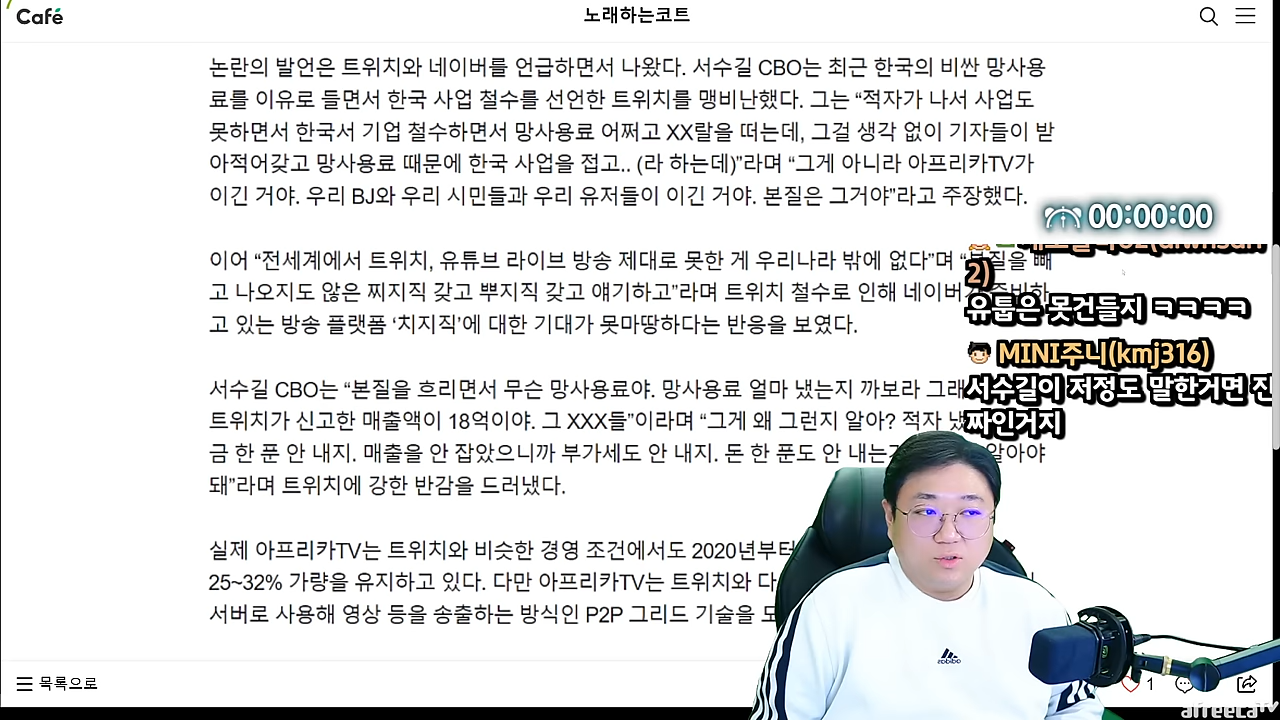 Café
노래하는코트
논란의 발언은 트위치와 네이버를 언급하면서 나왔다. 서수길 CBO는 최근 한국의 비싼 망사용
료를 이유로 들면서 한국 사업 철수를 선언한 트위치를 맹비난했다. 그는 “적자가 나서 사업도
못하면서 한국서 기업 철수하면서 망사용료 어쩌고 XX랄을 떠는데, 그걸 생각 없이 기자들이 받
아적어갖고 망사용료 때문에 한국 사업을 접고.. (라 하는데)”라며 “그게 아니라 아프리카TV가
이긴 거야. 우리 BJ와 우리 시민들과 우리 유저들이 이긴 거야. 본질은 그거야”라고 주장했다.
00:00:00
이어 “전세계에서 트위치, 유튜브 라이브 방송 제대로 못한 게 우리나라 밖에 없다”며 “본질을 빼
고 나오지도 않은 찌지직 갖고 뿌지직 갖고 얘기하고”라며 트위치 철수로 인해 네이버가 준비하
고 있는 방송 플랫폼 ‘치지직’에 대한 기대가 못마땅하다는 반응을 보였다.
2)
유튭은 못건들지 ㅋㅋㅋㅋ
MINI주니(kmj316)
서수길이 저정도 말한거면 진
짜인거지
서수길 CBO는 “본질을 흐리면서 무슨 망사용료야. 망사용료 얼마 냈는지 까보라 그래
트위치가 신고한 매출액이 18억이야. 그 XXX들”이라며 “그게 왜 그런지 알아? 적자
금 한 푼 안 내지. 매출을 안 잡았으니까 부가세도 안 내지. 돈 한 푼도 안 내는 알아야
돼”라며 트위치에 강한 반감을 드러냈다.
실제 아프리카TV는 트위치와 비슷한 경영 조건에서도 2020년부터
25~32% 가량을 유지하고 있다. 다만 아프리카TV는 트위치와 다
서버로 사용해 영상 등을 송출하는 방식인 P2P 그리드 기술을
adidas
목록으로
1
afreecaTV